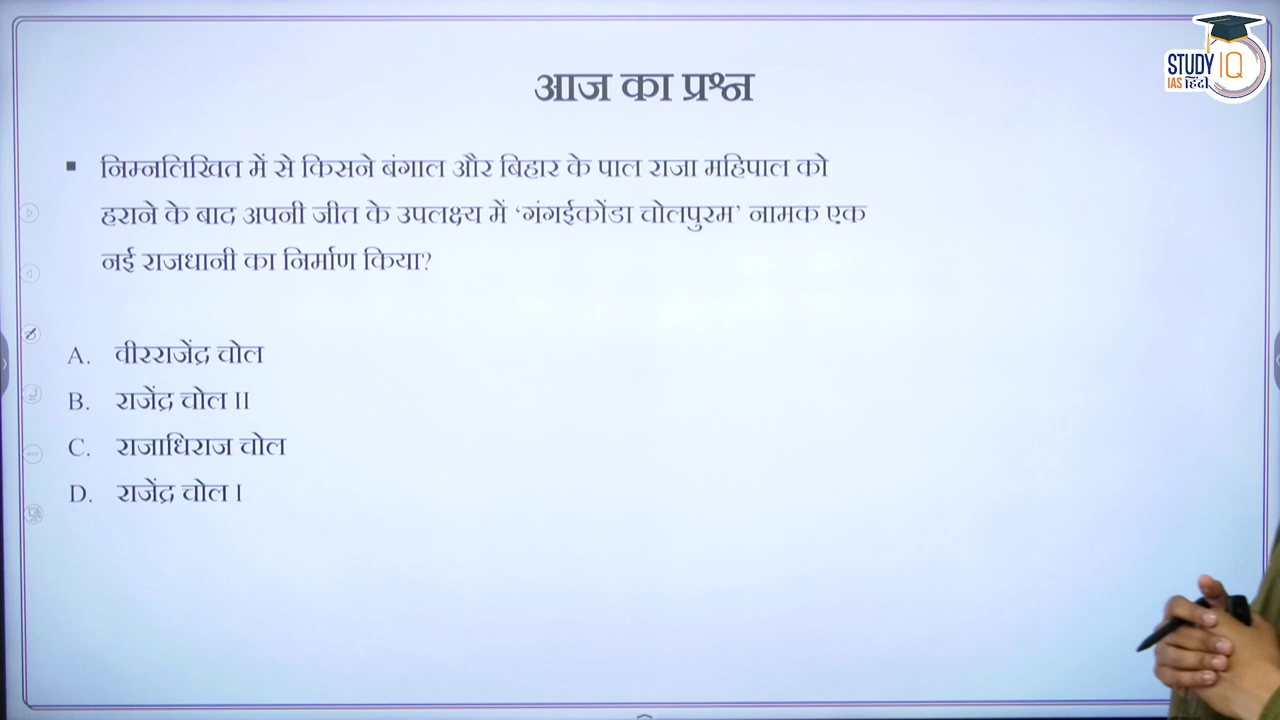 STUDY IQ
IAS हिंदी
आज का प्रश्न
▪ निम्नलिखित में से किसने बंगाल और बिहार के पाल राजा महिपाल को
हराने के बाद अपनी जीत के उपलक्ष्य में ‘गंगईकोंडा चोलपुरम’ नामक एक
नई राजधानी का निर्माण किया?
A. वीरराजेंद्र चोल
B. राजेंद्र चोल II
C. राजाधिराज चोल
D. राजेंद्र चोल I